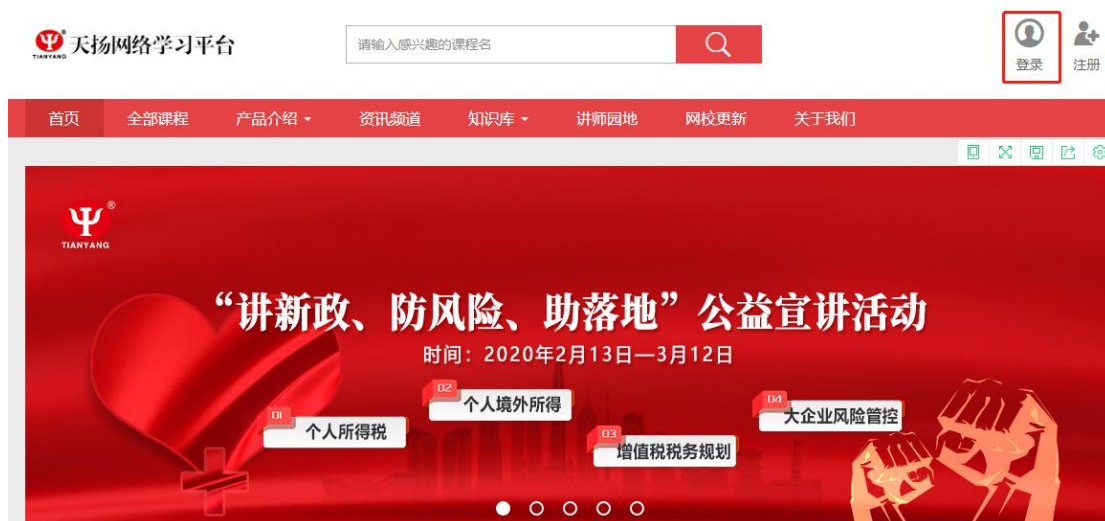 TIANYANG
天扬网络学习平台
请输入感兴趣的课程名
登录
注册
首页 全部课程 产品介绍 资讯频道 知识库 讲师园地 网校更新 关于我们
®
TIANYANG
“讲新政、防风险、助落地”公益宣讲活动
时间：2020年2月13日—3月12日
01
个人所得税
02
个人境外所得
03
增值税税务规划
04
大企业风险管控